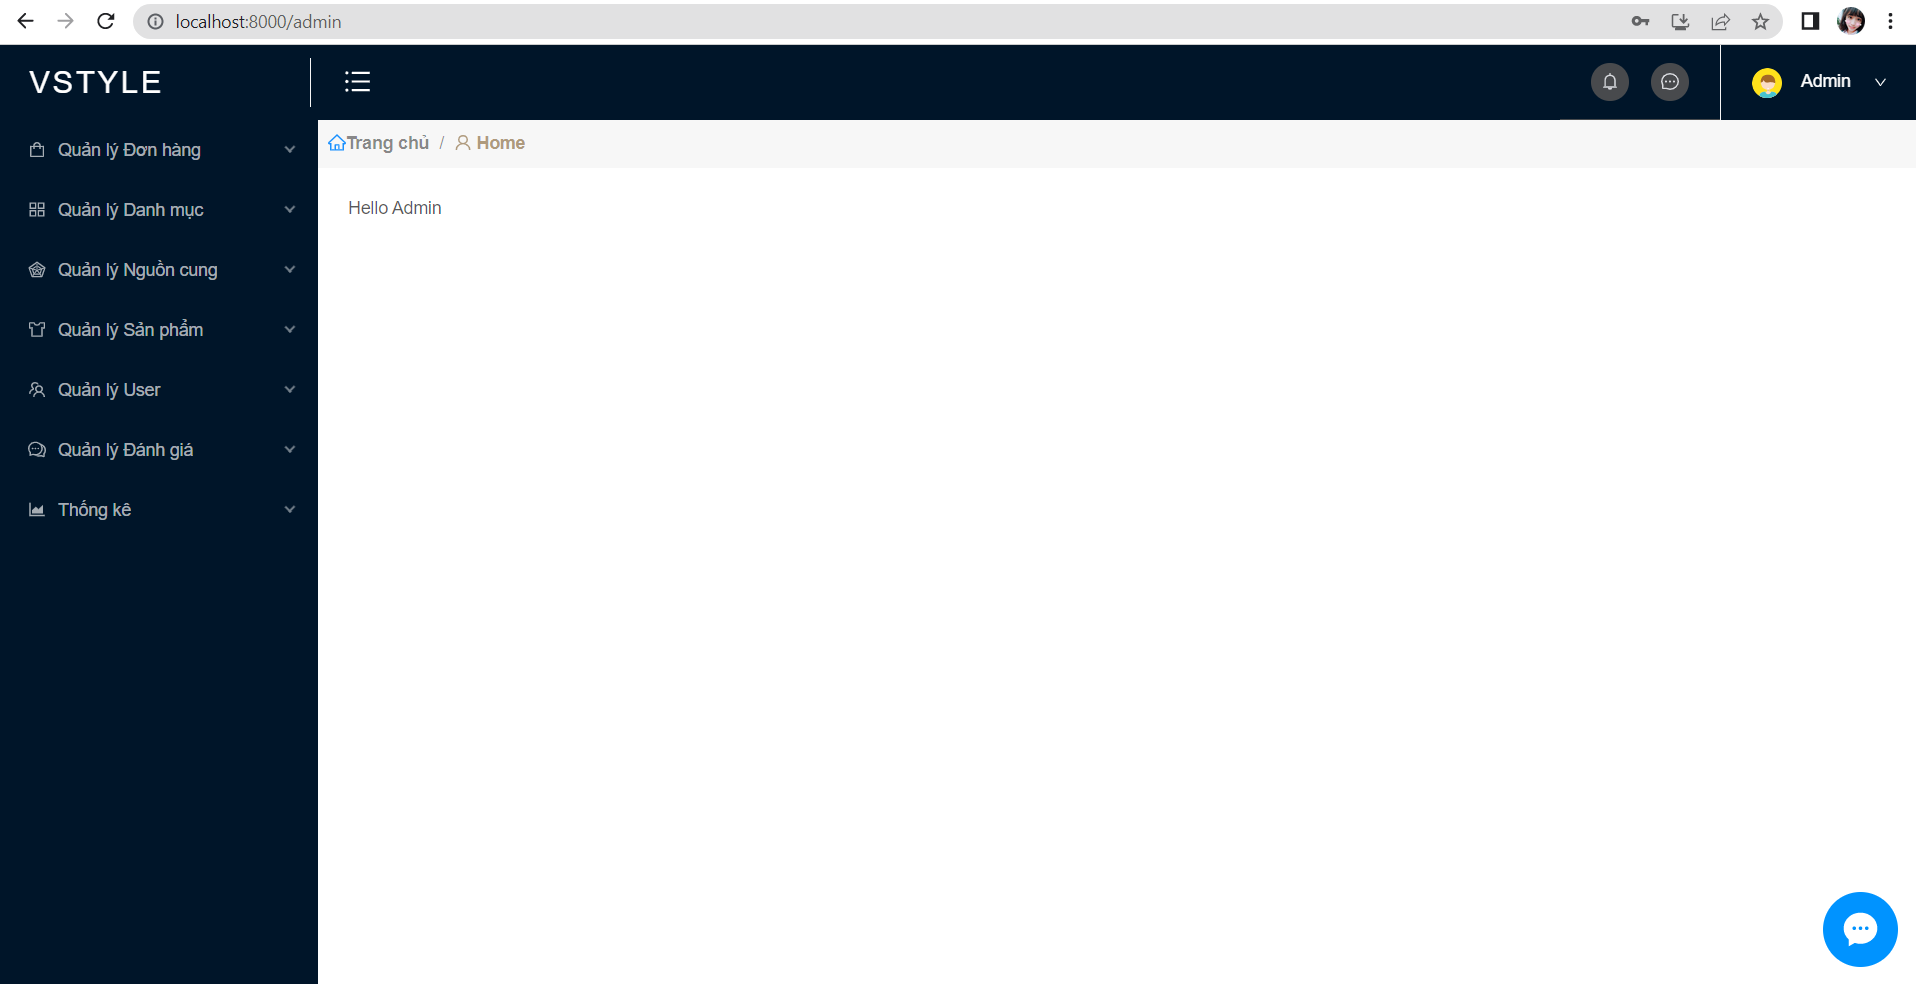 localhost:8000/admin
VSTYLE
Admin
Quản lý Đơn hàng
Quản lý Danh mục
Quản lý Nguồn cung
Quản lý Sản phẩm
Quản lý User
Quản lý Đánh giá
Thống kê
Trang chủ / Home
Hello Admin